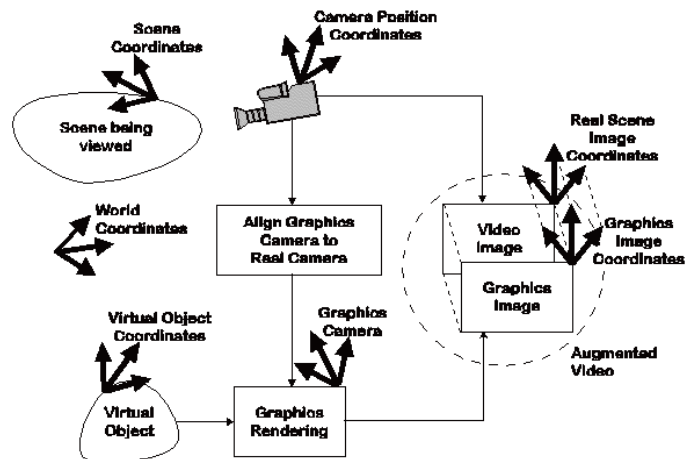 Scene
Coordinates
Camera Position
Coordinates
Scene being
viewed
Real Scene
Image
Coordinates
World
Coordinates
Align Graphics
Camera to
Real Camera
Video
Image
Graphics
Image
Coordinates
Graphics
Image
Virtual Object
Coordinates
Graphics
Camera
Augmented
Video
Virtual
Object
Graphics
Rendering